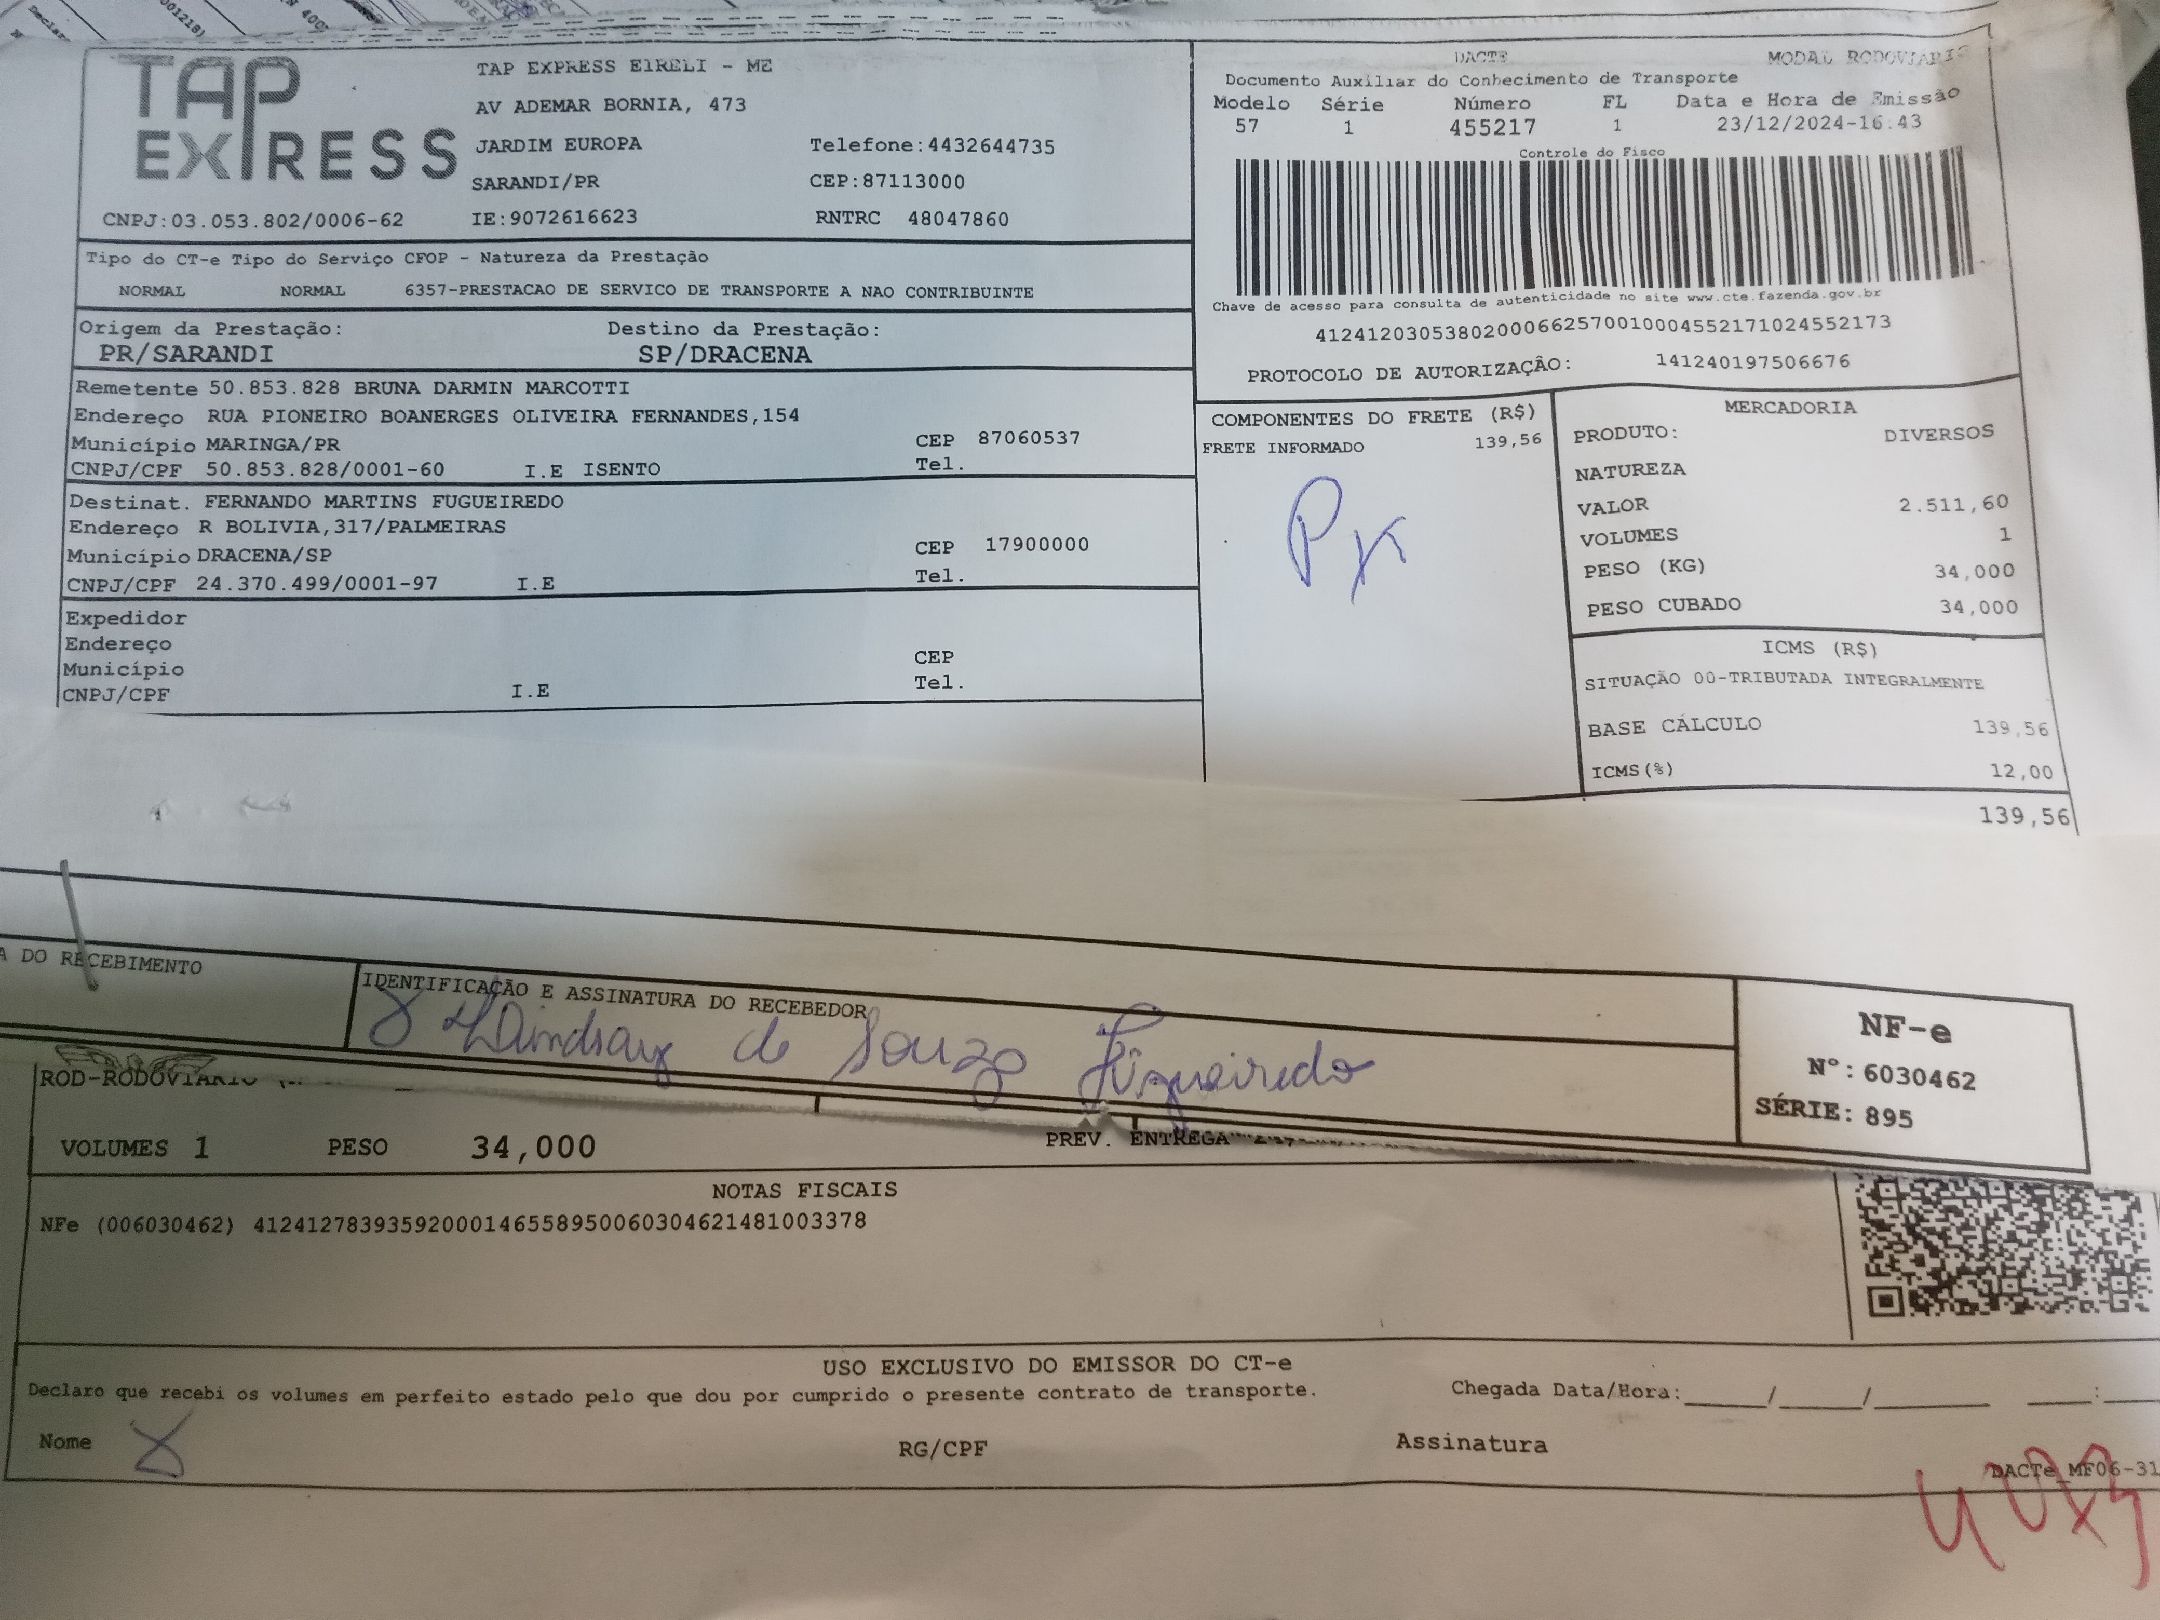 TAP EXPRESS
TAP EXPRESS EIRELI - ME
AV ADEMAR BORNIA, 473
JARDIM EUROPA Telefone:4432644735
SARANDI/PR CEP:87113000
CNPJ:03.053.802/0006-62 IE:9072616623 RNTRC 48047860
DACTE MODAL RODOVIARIO
Documento Auxiliar do Conhecimento de Transporte
Modelo Série Número FL Data e Hora de Emissão
57 1 455217 1 23/12/2024-16:43
Controle do Fisco
Chave de acesso para consulta de autenticidade no site www.cte.fazenda.gov.br
41241203053802000662570010004552171024552173
PROTOCOLO DE AUTORIZAÇÃO: 141240197506676
Tipo do CT-e Tipo do Serviço CFOP - Natureza da Prestação
NORMAL NORMAL 6357-PRESTACAO DE SERVICO DE TRANSPORTE A NAO CONTRIBUINTE
Origem da Prestação: Destino da Prestação:
PR/SARANDI SP/DRACENA
Remetente 50.853.828 BRUNA DARMIN MARCOTTI
Endereço RUA PIONEIRO BOANERGES OLIVEIRA FERNANDES,154
Município MARINGA/PR CEP 87060537
CNPJ/CPF 50.853.828/0001-60 I.E ISENTO Tel.
Destinat. FERNANDO MARTINS FUGUEIREDO
Endereço R BOLIVIA,317/PALMEIRAS
Município DRACENA/SP CEP 17900000
CNPJ/CPF 24.370.499/0001-97 I.E Tel.
Expedidor
Endereço
Município CEP
CNPJ/CPF I.E Tel.
COMPONENTES DO FRETE (R$)
FRETE INFORMADO 139,56
MERCADORIA
PRODUTO: DIVERSOS
NATUREZA
VALOR 2.511,60
VOLUMES 1
PESO (KG) 34,000
PESO CUBADO 34,000
ICMS (R$)
SITUAÇÃO 00-TRIBUTADA INTEGRALMENTE
BASE CÁLCULO 139,56
ICMS(%) 12,00
139,56
A DO RECEBIMENTO
IDENTIFICAÇÃO E ASSINATURA DO RECEBEDOR
de Souza Figueiredo
NF-e
Nº: 6030462
SÉRIE: 895
ROD-RODOVIARIO
VOLUMES 1 PESO 34,000 PREV. ENTREGA
NOTAS FISCAIS
NFe (006030462) 41241278393592000146558950060304621481003378
USO EXCLUSIVO DO EMISSOR DO CT-e
Declaro que recebi os volumes em perfeito estado pelo que dou por cumprido o presente contrato de transporte. Chegada Data/Hora:_____/_____/_______ ____:___
Nome RG/CPF Assinatura
DACTe_MF06-31